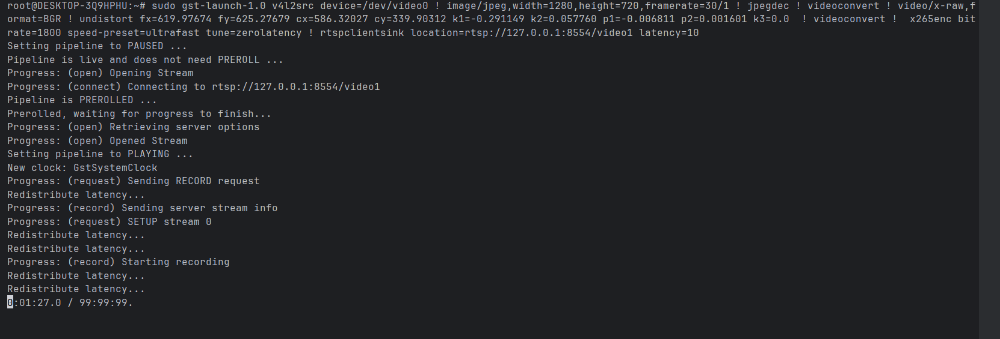 root@DESKTOP-3Q9HPHU:~# sudo gst-launch-1.0 v4l2src device=/dev/video0 ! image/jpeg,width=1280,height=720,framerate=30/1 ! jpegdec ! videoconvert ! video/x-raw,f
ormat=BGR ! undistort fx=619.97674 fy=625.27679 cx=586.32027 cy=339.90312 k1=-0.291149 k2=0.057760 p1=-0.006811 p2=0.001601 k3=0.0  ! videoconvert !  x265enc bit
rate=1800 speed-preset=ultrafast tune=zerolatency ! rtspclientsink location=rtsp://127.0.0.1:8554/video1 latency=10
Setting pipeline to PAUSED ...
Pipeline is live and does not need PREROLL ...
Progress: (open) Opening Stream
Progress: (connect) Connecting to rtsp://127.0.0.1:8554/video1
Pipeline is PREROLLED ...
Prerolled, waiting for progress to finish...
Progress: (open) Retrieving server options
Progress: (open) Opened Stream
Setting pipeline to PLAYING ...
New clock: GstSystemClock
Progress: (request) Sending RECORD request
Redistribute latency...
Progress: (record) Sending server stream info
Progress: (request) SETUP stream 0
Redistribute latency...
Redistribute latency...
Progress: (record) Starting recording
Redistribute latency...
Redistribute latency...
0:01:27.0 / 99:99:99.